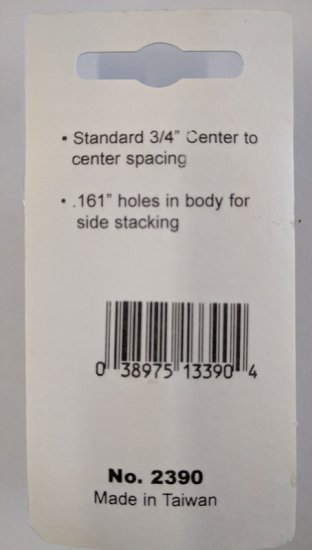 • Standard 3/4" Center to
center spacing
• .161" holes in body for
side stacking
0 38975 13390 4
No. 2390
Made in Taiwan